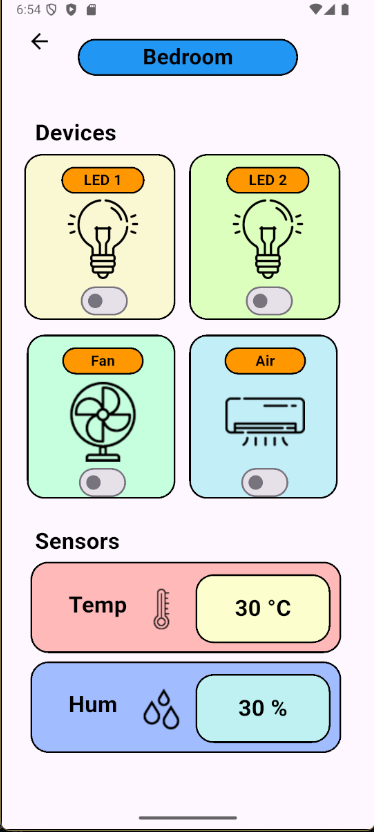 6:54
Bedroom
Devices
LED 1
LED 2
Fan
Air
Sensors
Temp
30 °C
Hum
30 %